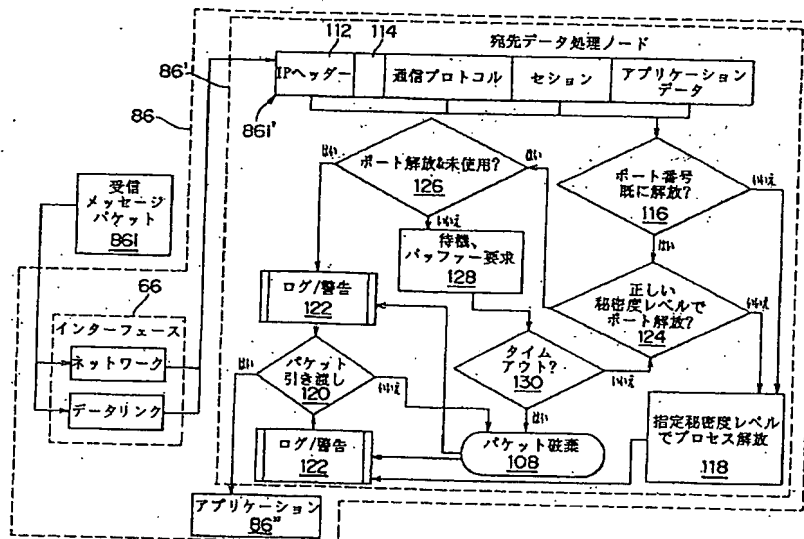 112
114
宛先データ処理ノード
86'
86
IPヘッダー
通信プロトコル
セション
アプリケーション
データ
861'
受信
メッセージ
パケット
861
ポート解放&未使用?
126
はい
はい
いいえ
ポート番号
既に解放?
116
いいえ
はい
待機、
バッファー要求
128
66
インターフェース
ネットワーク
データリンク
ログ/警告
122
正しい
秘密度レベルで
ポート解放?
124
いいえ
はい
パケット
引き渡し
120
いいえ
タイム
アウト?
130
いいえ
はい
ログ/警告
122
パケット破棄
108
指定秘密度レベル
でプロセス解放
118
アプリケーション
86"